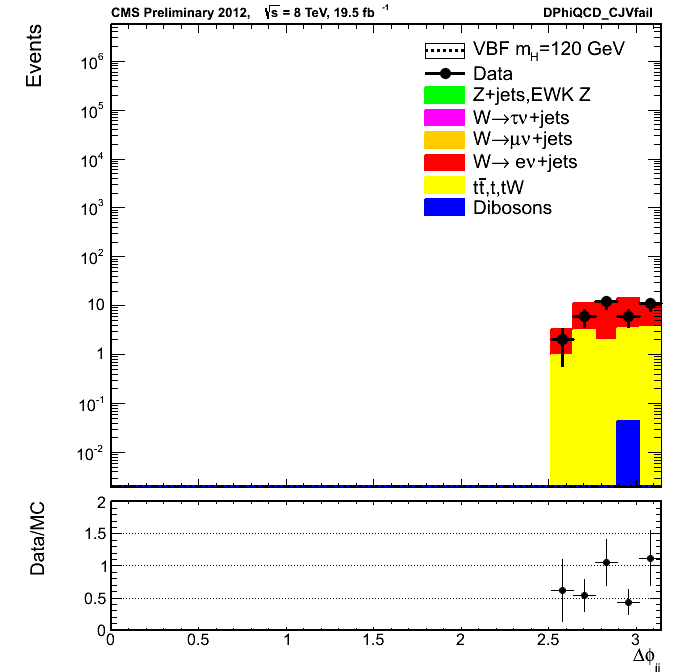 CMS Preliminary 2012, √s = 8 TeV, 19.5 fb⁻¹ DPhiQCD_CJVfail
Events
VBF m_H=120 GeV
Data
Z+jets,EWK Z
W→τν+jets
W→μν+jets
W→ eν+jets
tt̄,t,tW
Dibosons
10⁶
10⁵
10⁴
10³
10²
10
1
10⁻¹
10⁻²
Data/MC
2
1.5
1
0.5
0
0 0.5 1 1.5 2 2.5 3
Δϕ_jj